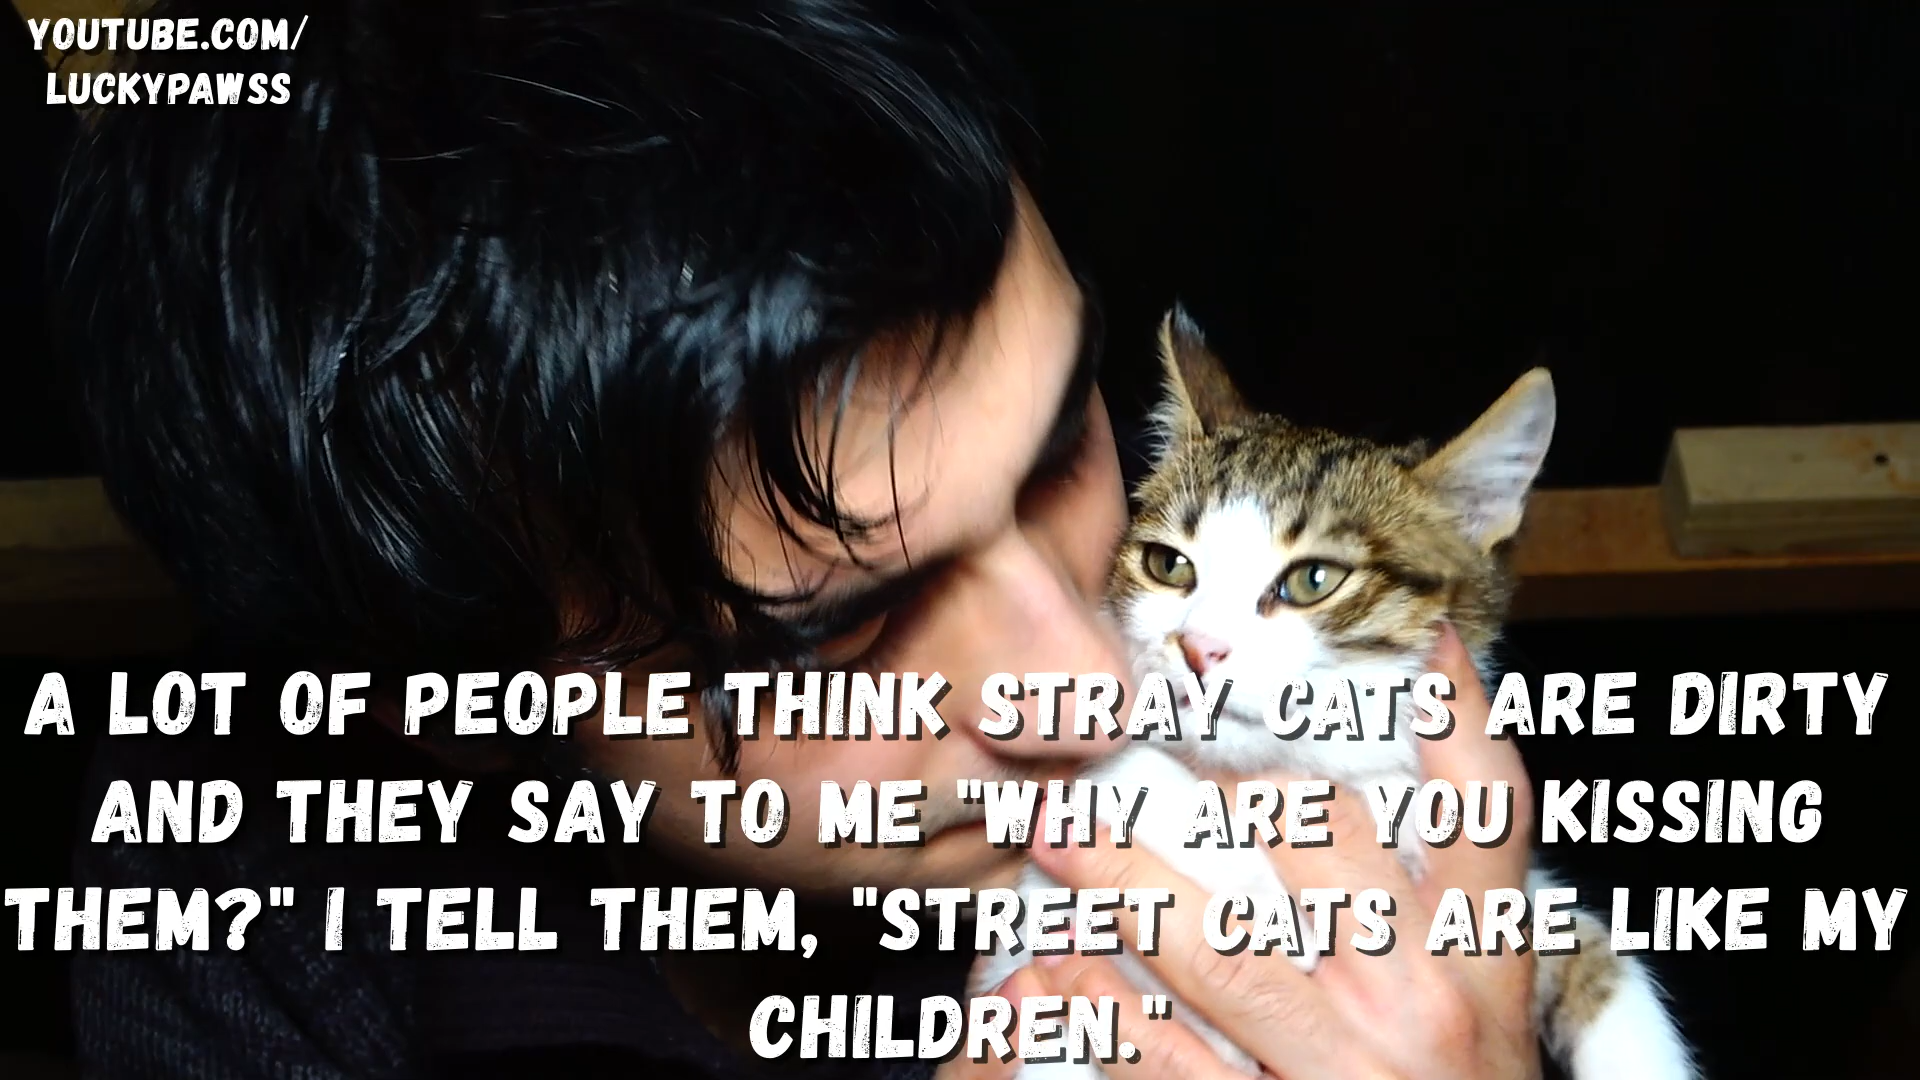 YOUTUBE.COM/
LUCKYPAWSS
A LOT OF PEOPLE THINK STRAY CATS ARE DIRTY
AND THEY SAY TO ME "WHY ARE YOU KISSING
THEM?" I TELL THEM, "STREET CATS ARE LIKE MY
CHILDREN."